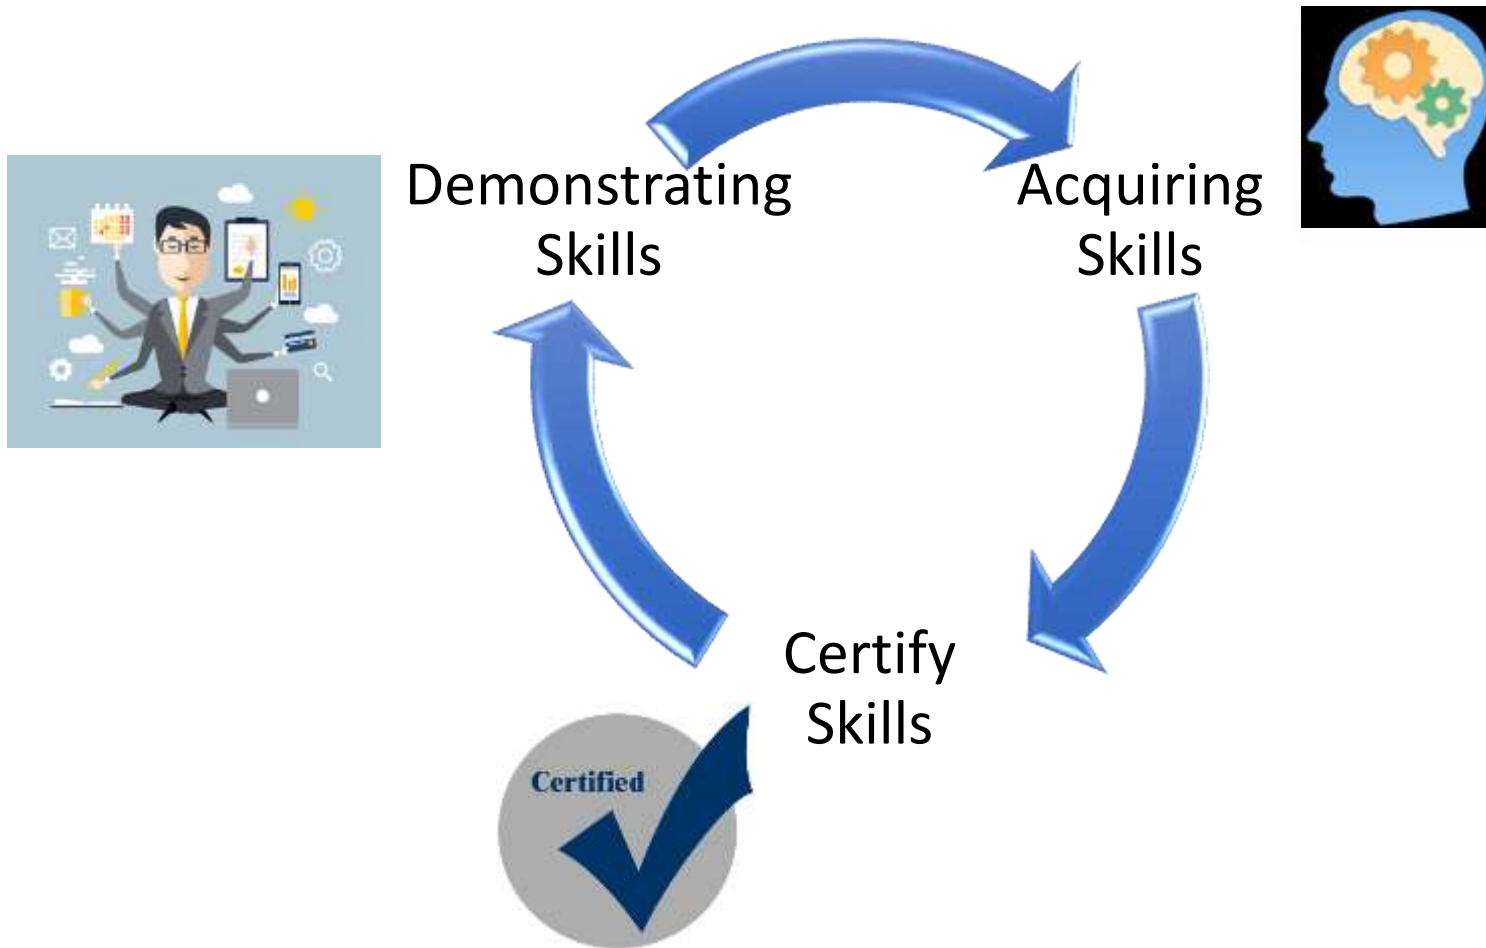 Demonstrating
Skills
Acquiring
Skills
Certify
Skills
Certified